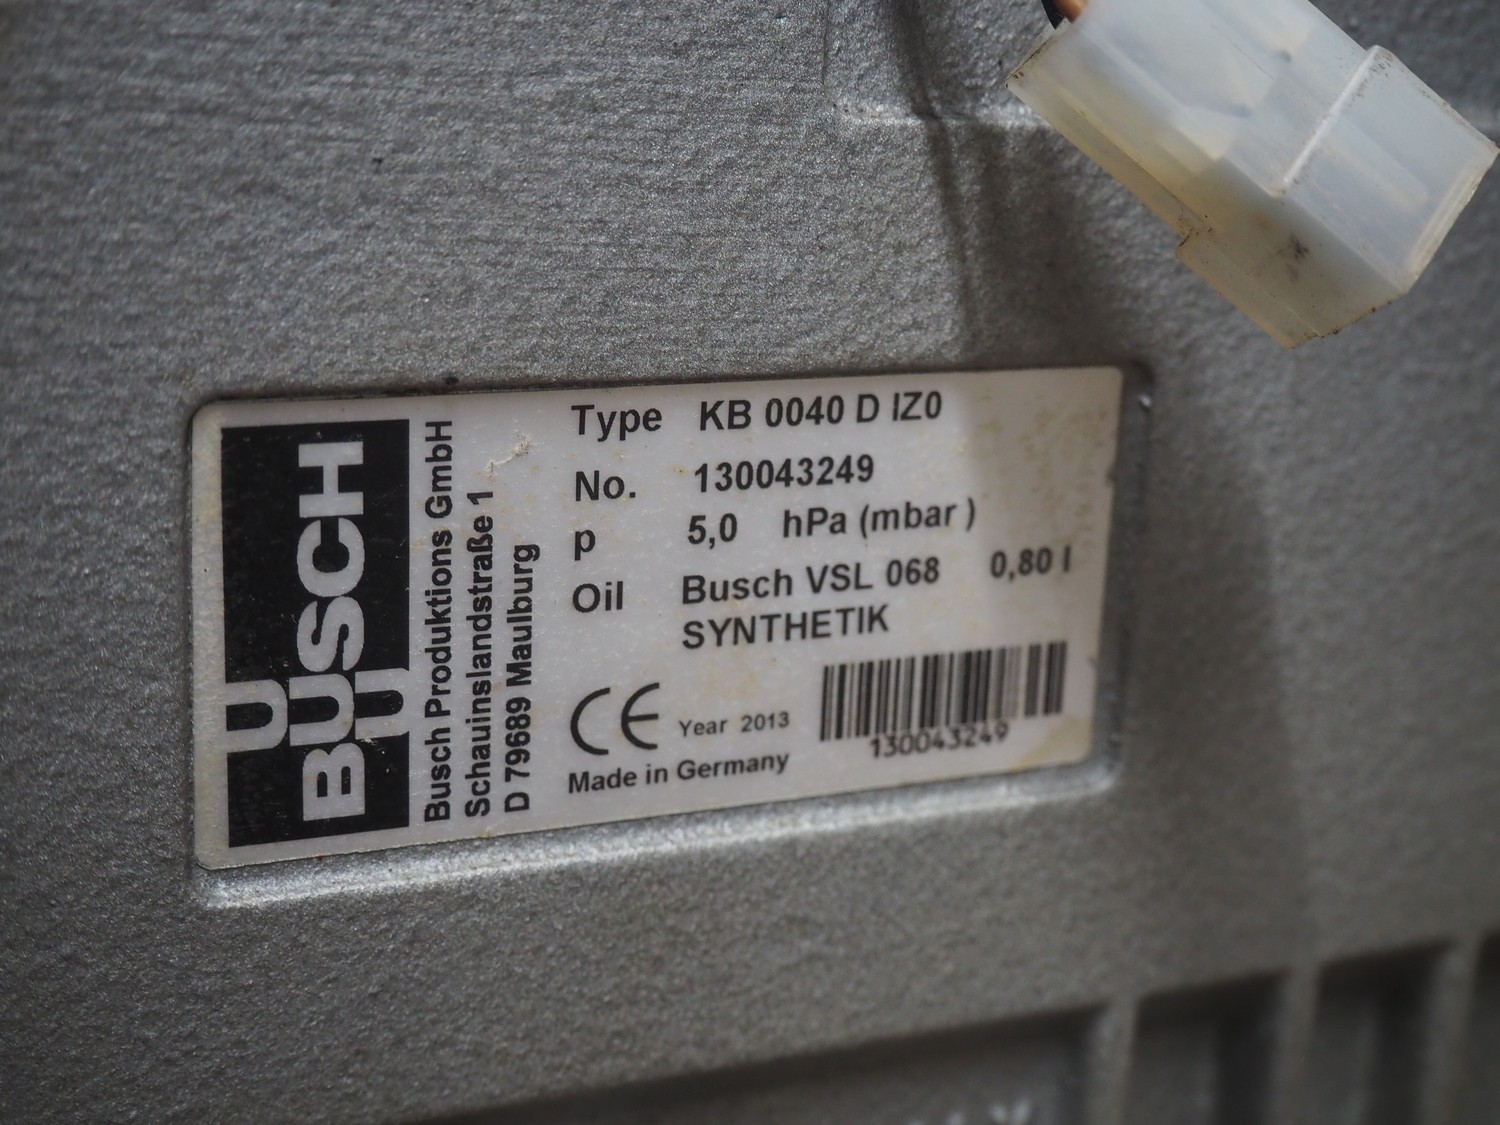 BUSCH
Busch Produktions GmbH
Schauinslandstraße 1
D 79689 Maulburg
Type KB 0040 D IZ0
No. 130043249
p 5,0 hPa (mbar )
Oil Busch VSL 068 0,80 l
SYNTHETIK
CE Year 2013
Made in Germany
130043249